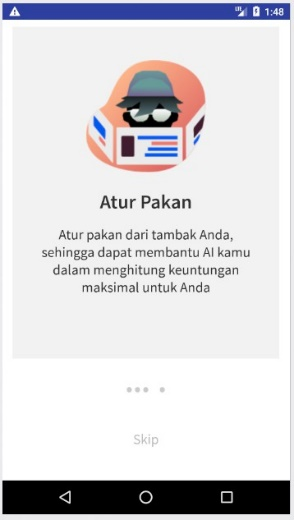 LTE 1:48
Atur Pakan
Atur pakan dari tambak Anda,
sehingga dapat membantu AI kamu
dalam menghitung keuntungan
maksimal untuk Anda
Skip